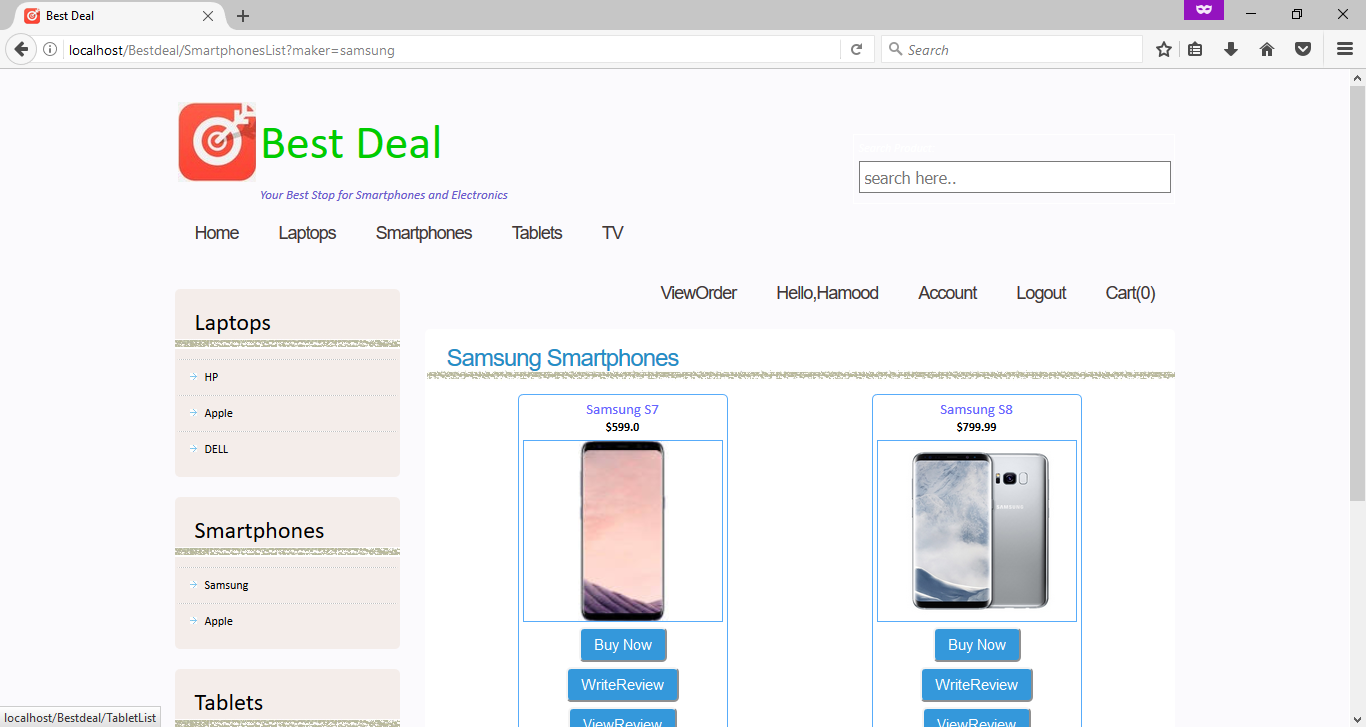 Best Deal
localhost/Bestdeal/SmartphonesList?maker=samsung
Search
Best Deal
Your Best Stop for Smartphones and Electronics
search here..
Home Laptops Smartphones Tablets TV
ViewOrder Hello,Hamood Account Logout Cart(0)
Laptops
HP
Apple
DELL
Smartphones
Samsung
Apple
Tablets
Samsung Smartphones
Samsung S7
$599.0
Buy Now
WriteReview
ViewReview
Samsung S8
$799.99
SAMSUNG
Buy Now
WriteReview
ViewReview
localhost/Bestdeal/TabletList